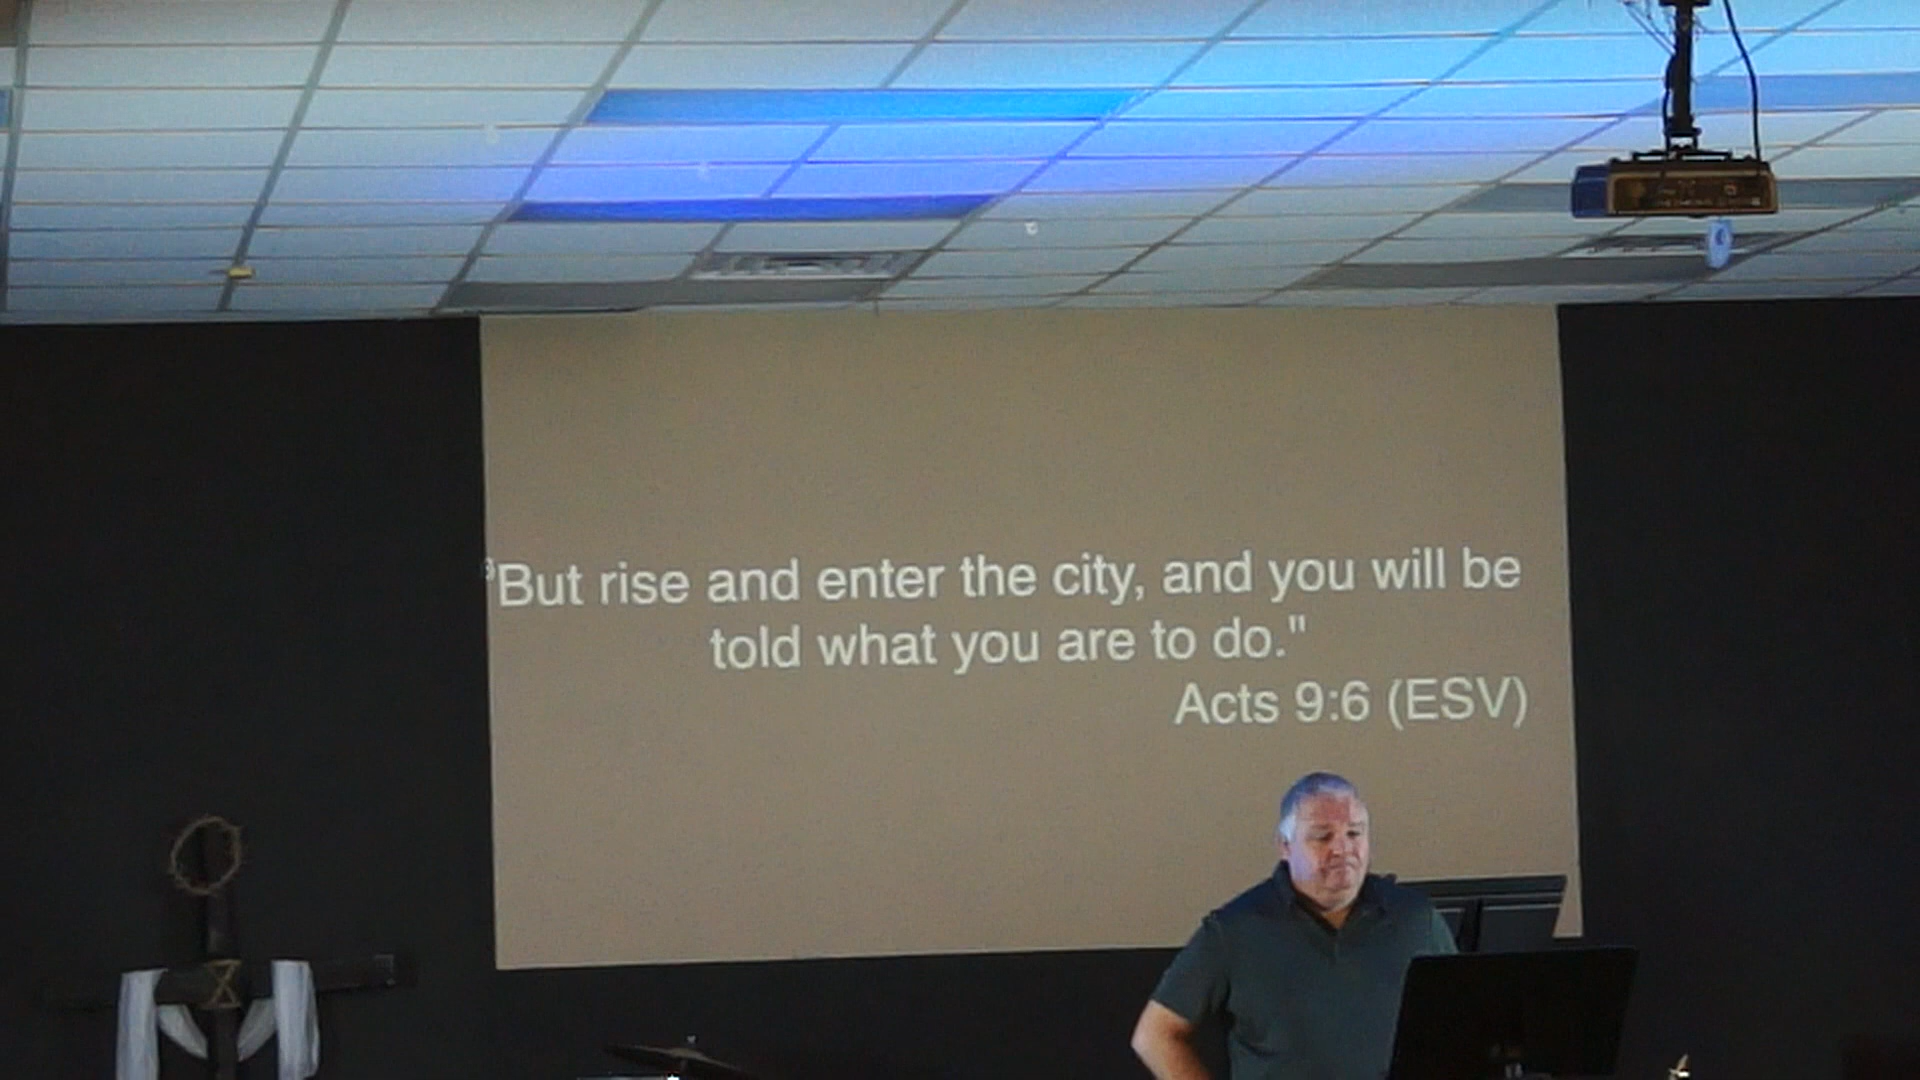 "But rise and enter the city, and you will be
told what you are to do."
Acts 9:6 (ESV)